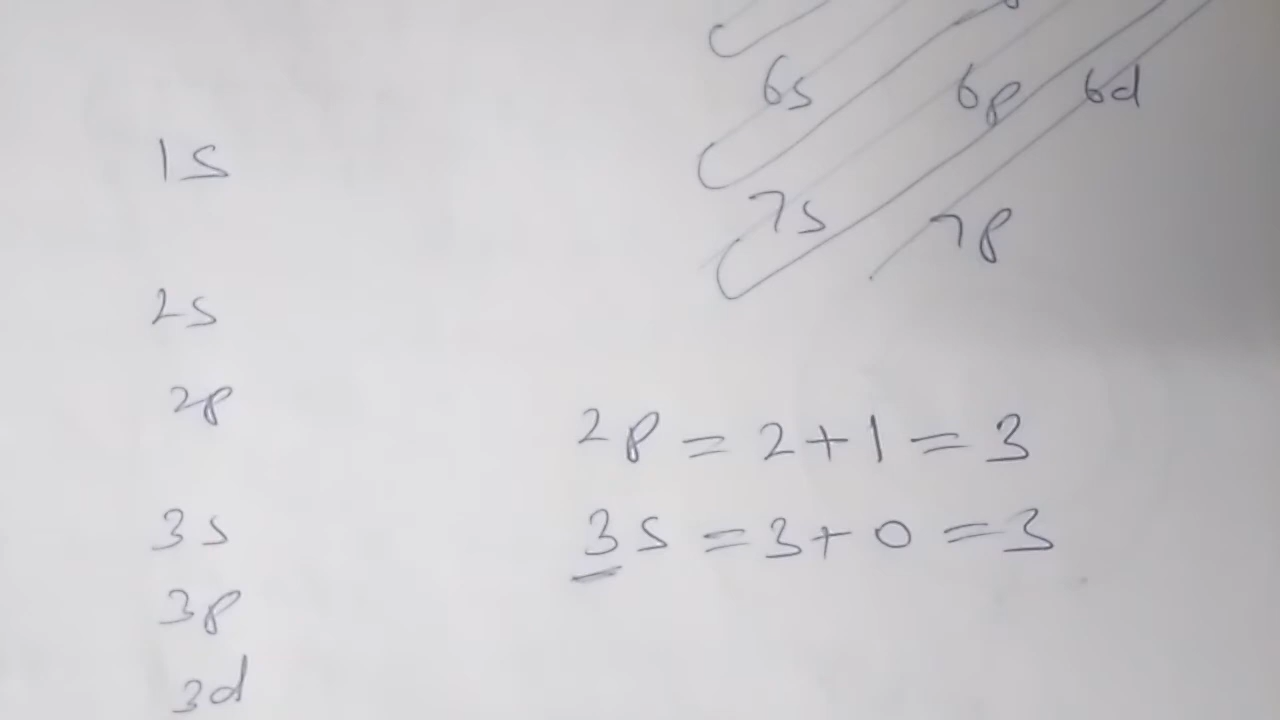 6s 6p 6d
7s 7p
1s
2s
2p
3s
3p
3d
2p = 2+1 = 3
3s = 3+0 = 3